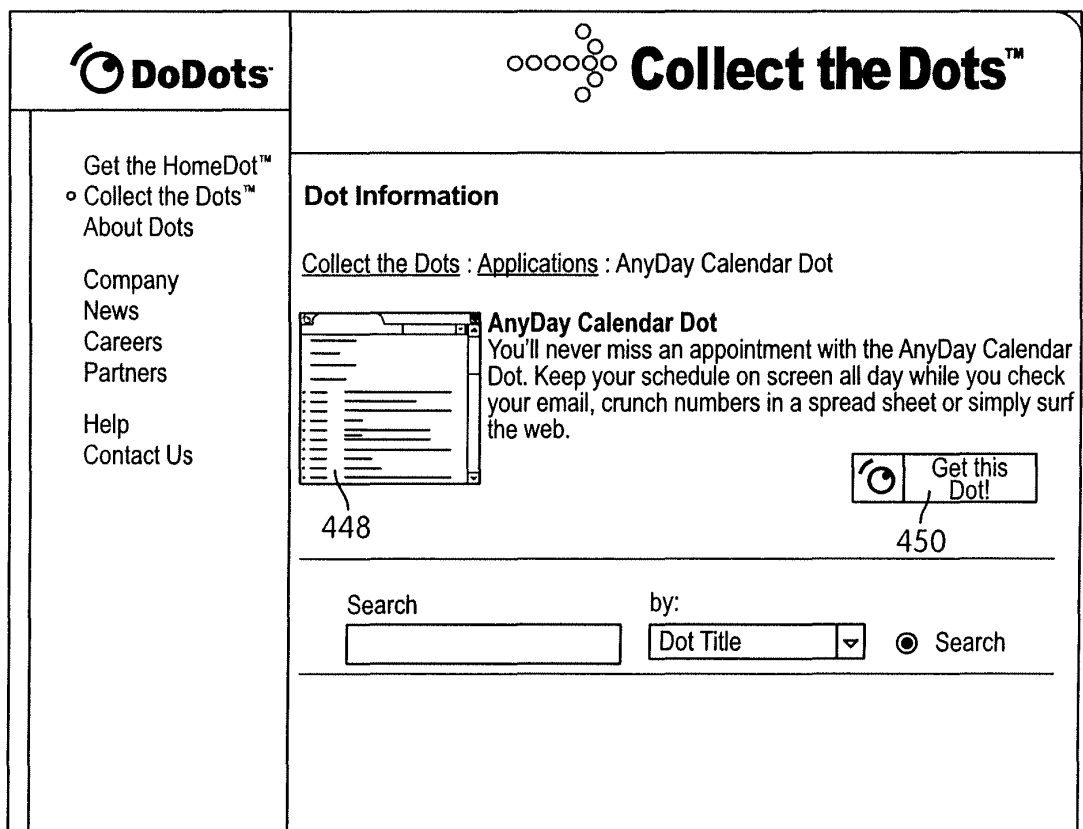 DoDots
Collect the Dots™
Get the HomeDot™
Collect the Dots™
About Dots
Company
News
Careers
Partners
Help
Contact Us
Dot Information
Collect the Dots : Applications : AnyDay Calendar Dot
AnyDay Calendar Dot
You'll never miss an appointment with the AnyDay Calendar
Dot. Keep your schedule on screen all day while you check
your email, crunch numbers in a spread sheet or simply surf
the web.
Get this
Dot!
448
450
Search
by:
Dot Title
Search